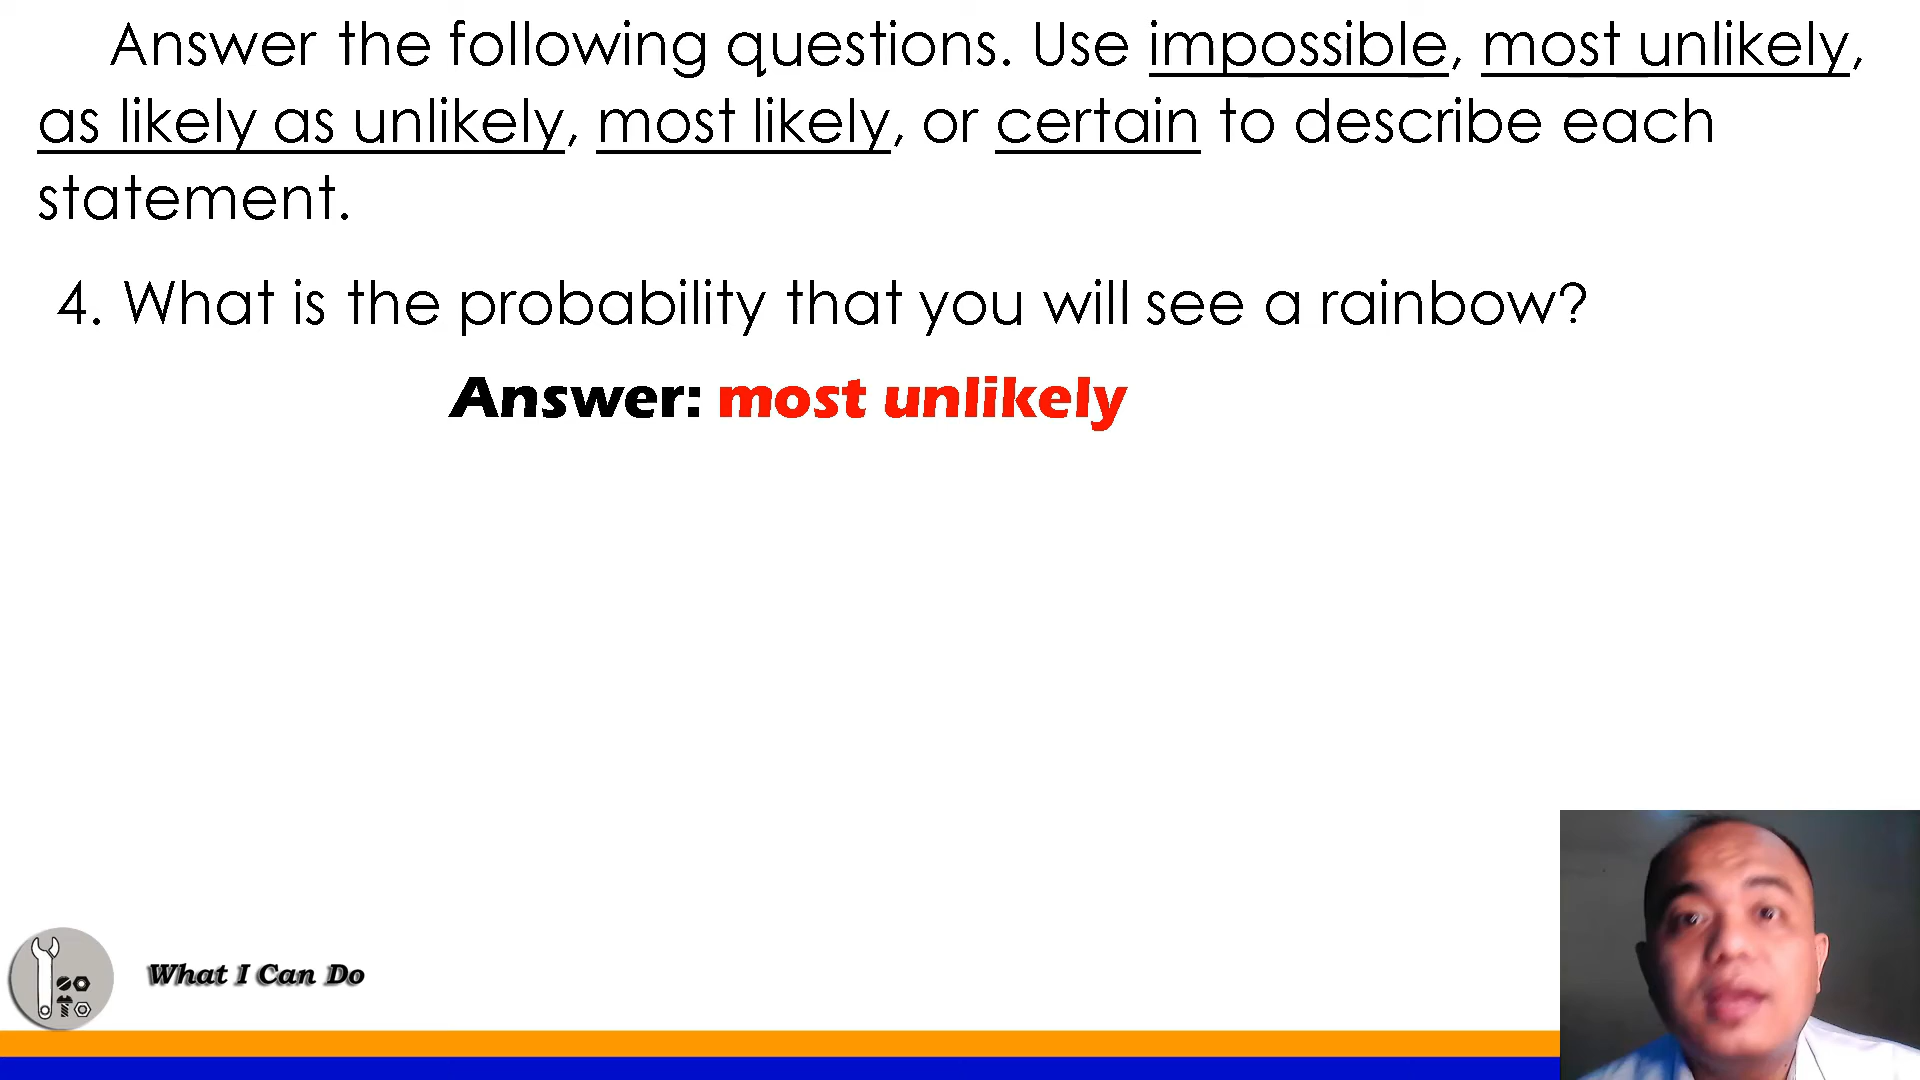 Answer the following questions. Use impossible, most unlikely,
as likely as unlikely, most likely, or certain to describe each
statement.
4. What is the probability that you will see a rainbow?
Answer: most unlikely
What I Can Do